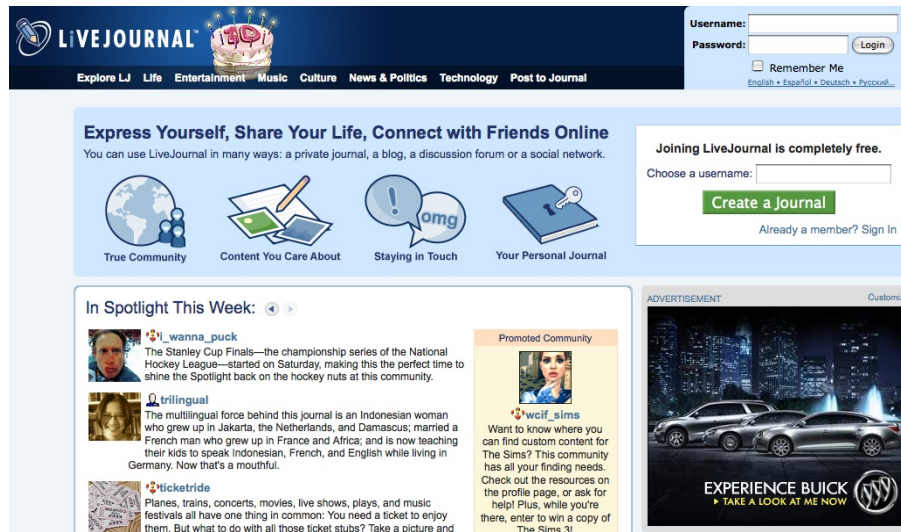 LiVEJOURNAL™
10
Username:
Password:
Login
Remember Me
English • Español • Deutsch • Русский...
Explore LJ Life Entertainment Music Culture News & Politics Technology Post to Journal
Express Yourself, Share Your Life, Connect with Friends Online
You can use LiveJournal in many ways: a private journal, a blog, a discussion forum or a social network.
omg
True Community
Content You Care About
Staying in Touch
Your Personal Journal
Joining LiveJournal is completely free.
Choose a username:
Create a Journal
Already a member? Sign In
In Spotlight This Week:
i_wanna_puck
The Stanley Cup Finals—the championship series of the National
Hockey League—started on Saturday, making this the perfect time to
shine the Spotlight back on the hockey nuts at this community.
trilingual
The multilingual force behind this journal is an Indonesian woman
who grew up in Jakarta, the Netherlands, and Damascus; married a
French man who grew up in France and Africa; and is now teaching
their kids to speak Indonesian, French, and English while living in
Germany. Now that's a mouthful.
ticketride
Planes, trains, concerts, movies, live shows, plays, and music
festivals all have one thing in common: You need a ticket to enjoy
them. But what to do with all those ticket stubs? Take a picture and
Promoted Community
wcif_sims
Want to know where you
can find custom content for
The Sims? This community
has all your finding needs.
Check out the resources on
the profile page, or ask for
help! Plus, while you're
there, enter to win a copy of
The Sims 3!
ADVERTISEMENT
Customiz
EXPERIENCE BUICK
TAKE A LOOK AT ME NOW